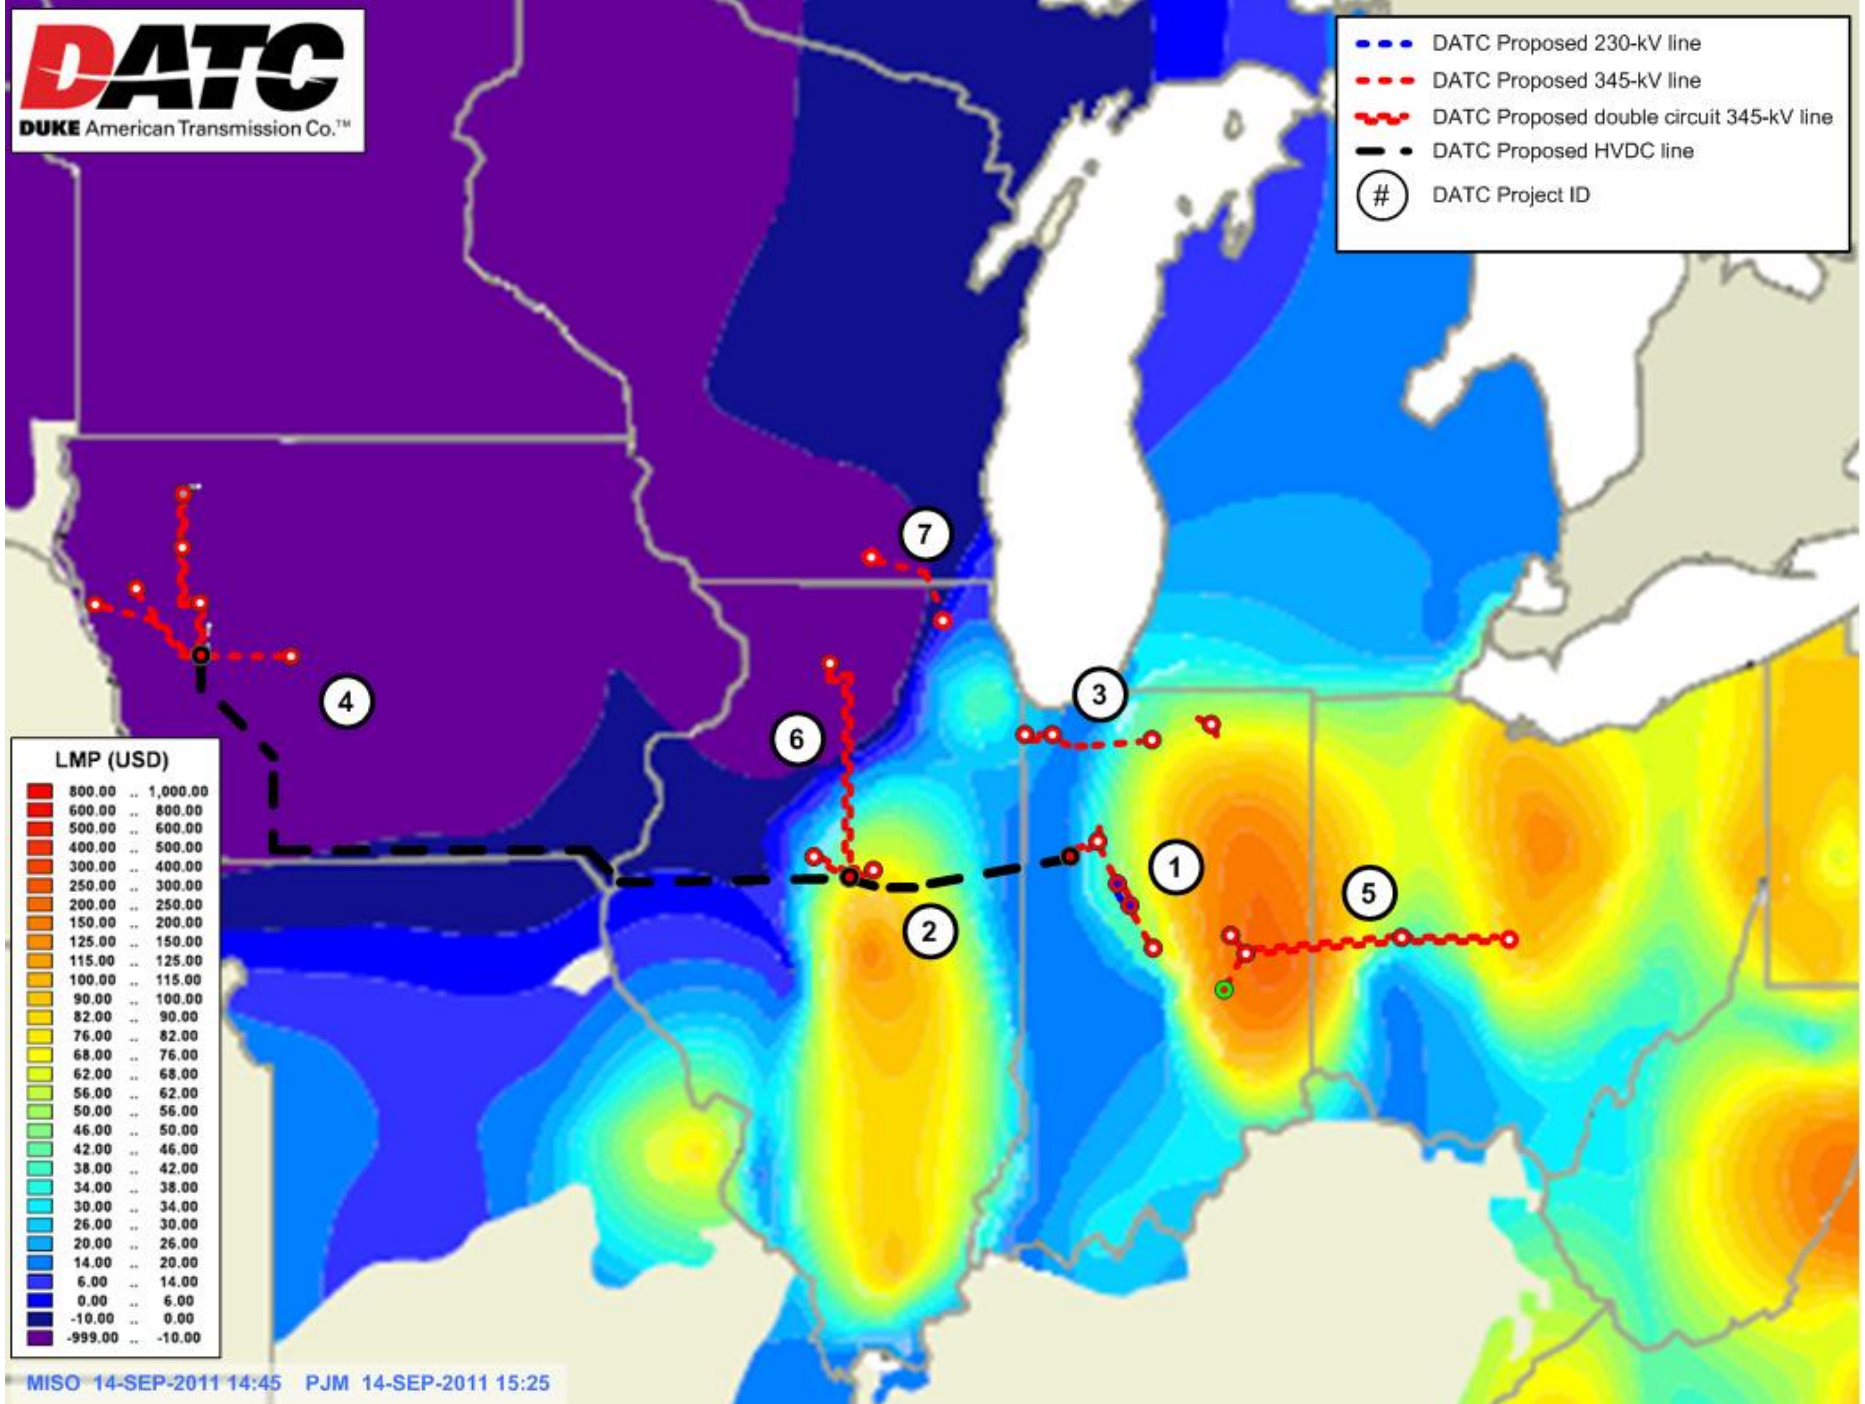 DATC
DUKE American Transmission Co.™
DATC Proposed 230-kV line
DATC Proposed 345-kV line
DATC Proposed double circuit 345-kV line
DATC Proposed HVDC line
# DATC Project ID
7
3
4
6
1
5
2
LMP (USD)
800.00 .. 1,000.00
600.00 .. 800.00
500.00 .. 600.00
400.00 .. 500.00
300.00 .. 400.00
250.00 .. 300.00
200.00 .. 250.00
150.00 .. 200.00
125.00 .. 150.00
115.00 .. 125.00
100.00 .. 115.00
90.00 .. 100.00
82.00 .. 90.00
76.00 .. 82.00
68.00 .. 76.00
62.00 .. 68.00
56.00 .. 62.00
50.00 .. 56.00
46.00 .. 50.00
42.00 .. 46.00
38.00 .. 42.00
34.00 .. 38.00
30.00 .. 34.00
26.00 .. 30.00
20.00 .. 26.00
14.00 .. 20.00
6.00 .. 14.00
0.00 .. 6.00
-10.00 .. 0.00
-999.00 .. -10.00
MISO 14-SEP-2011 14:45 PJM 14-SEP-2011 15:25